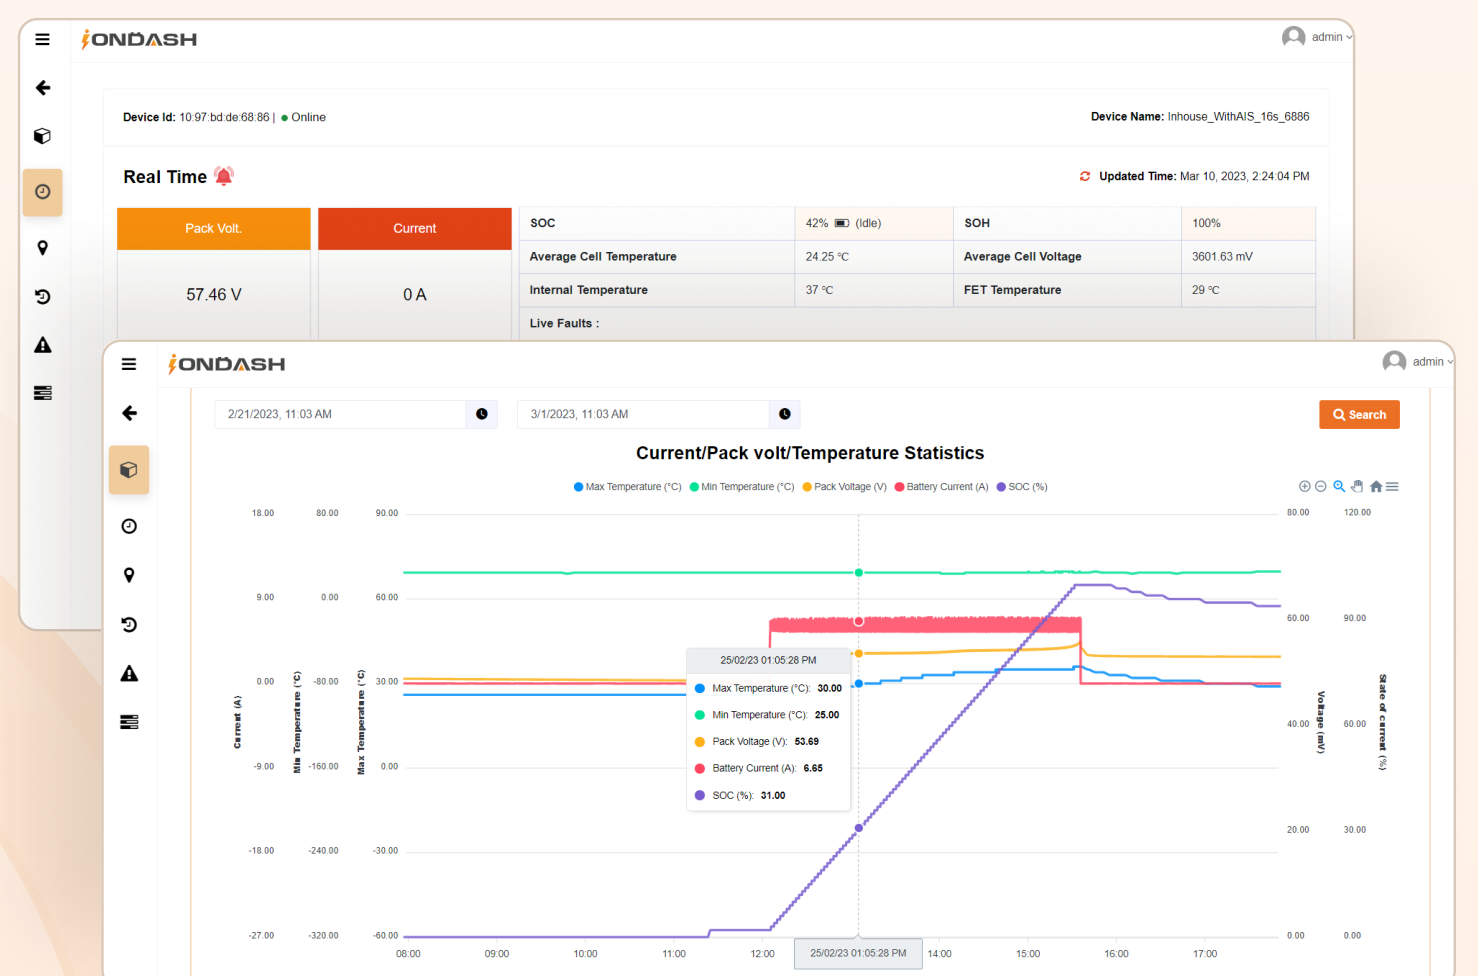 iONDASH
admin
Device Id: 10:97:bd:de:68:86 | ● Online
Device Name: Inhouse_WithAIS_16s_6886
Real Time
Updated Time: Mar 10, 2023, 2:24:04 PM
Pack Volt.
Current
57.46 V
0 A
SOC 42% (Idle) SOH 100%
Average Cell Temperature 24.25 °C Average Cell Voltage 3601.63 mV
Internal Temperature 37 °C FET Temperature 29 °C
Live Faults :
iONDASH
admin
2/21/2023, 11:03 AM
3/1/2023, 11:03 AM
Search
Current/Pack volt/Temperature Statistics
Max Temperature (°C) Min Temperature (°C) Pack Voltage (V) Battery Current (A) SOC (%)
18.00 80.00 90.00 80.00 120.00
9.00 0.00 60.00 60.00 90.00
0.00 -80.00 30.00 40.00 60.00
-9.00 -160.00 0.00 20.00 30.00
-18.00 -240.00 -30.00
-27.00 -320.00 -60.00 0.00 0.00
Current (A)
Min Temperature (°C)
Max Temperature (°C)
Voltage (mV)
State of current (%)
25/02/23 01:05:28 PM
Max Temperature (°C): 30.00
Min Temperature (°C): 25.00
Pack Voltage (V): 53.69
Battery Current (A): 6.65
SOC (%): 31.00
08:00 09:00 10:00 11:00 12:00 25/02/23 01:05:28 PM 14:00 15:00 16:00 17:00